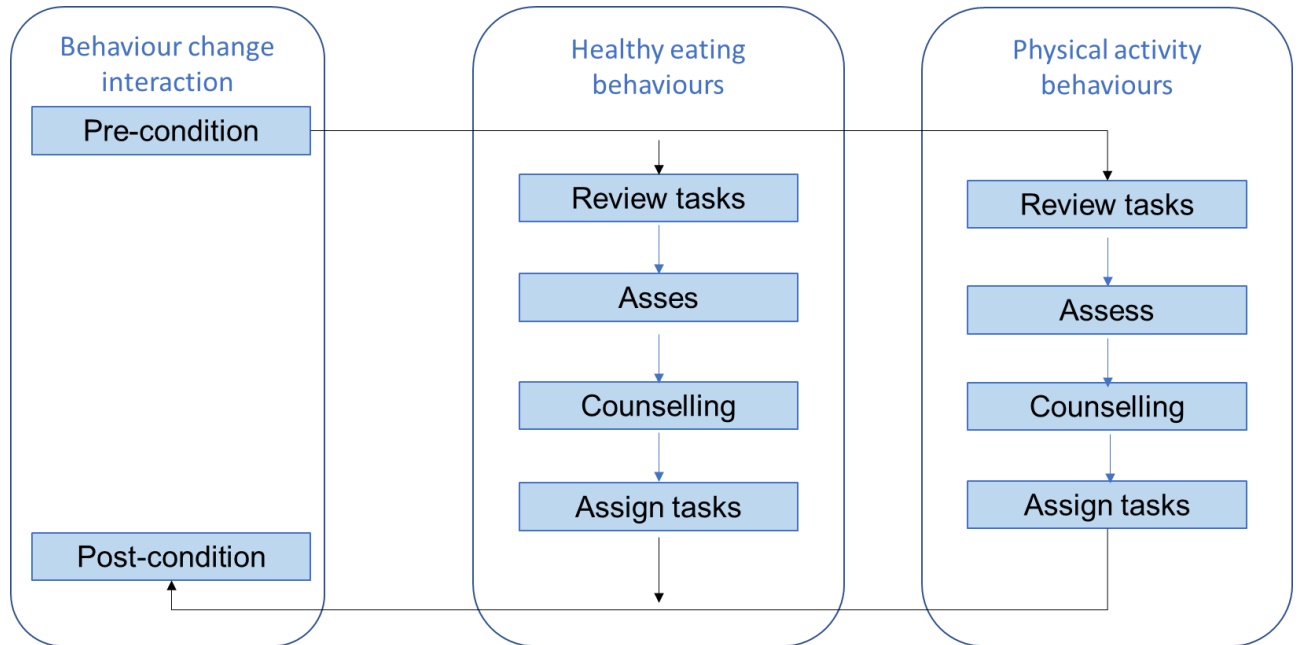 Behaviour change
interaction
Pre-condition
Post-condition
Healthy eating
behaviours
Review tasks
Asses
Counselling
Assign tasks
Physical activity
behaviours
Review tasks
Assess
Counselling
Assign tasks